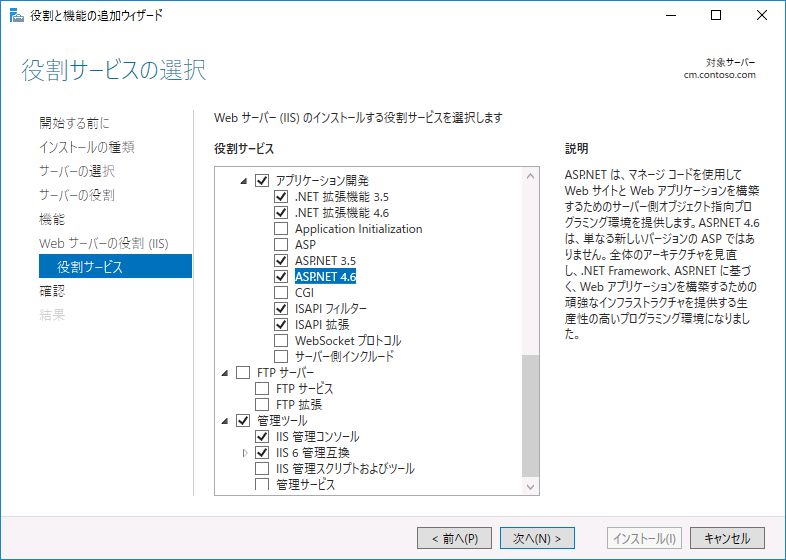 役割と機能の追加ウィザード
役割サービスの選択
対象サーバー
cm.contoso.com
開始する前に
インストールの種類
サーバーの選択
サーバーの役割
機能
Web サーバーの役割 (IIS)
役割サービス
確認
結果
Web サーバー (IIS) のインストールする役割サービスを選択します
役割サービス
アプリケーション開発
.NET 拡張機能 3.5
.NET 拡張機能 4.6
Application Initialization
ASP
ASP.NET 3.5
ASP.NET 4.6
CGI
ISAPI フィルター
ISAPI 拡張
WebSocket プロトコル
サーバー側インクルード
FTP サーバー
FTP サービス
FTP 拡張
管理ツール
IIS 管理コンソール
IIS 6 管理互換
IIS 管理スクリプトおよびツール
管理サービス
説明
ASP.NET は、マネージ コードを使用して
Web サイトと Web アプリケーションを構築
するためのサーバー側オブジェクト指向プロ
グラミング環境を提供します。ASP.NET 4.6
は、単なる新しいバージョンの ASP ではあ
りません。全体のアーキテクチャを見直
し、.NET Framework、ASP.NET に基づ
く、Web アプリケーションを構築するための
頑強なインフラストラクチャを提供する生
産性の高いプログラミング環境になりまし
た。
< 前へ(P)
次へ(N) >
インストール(I)
キャンセル